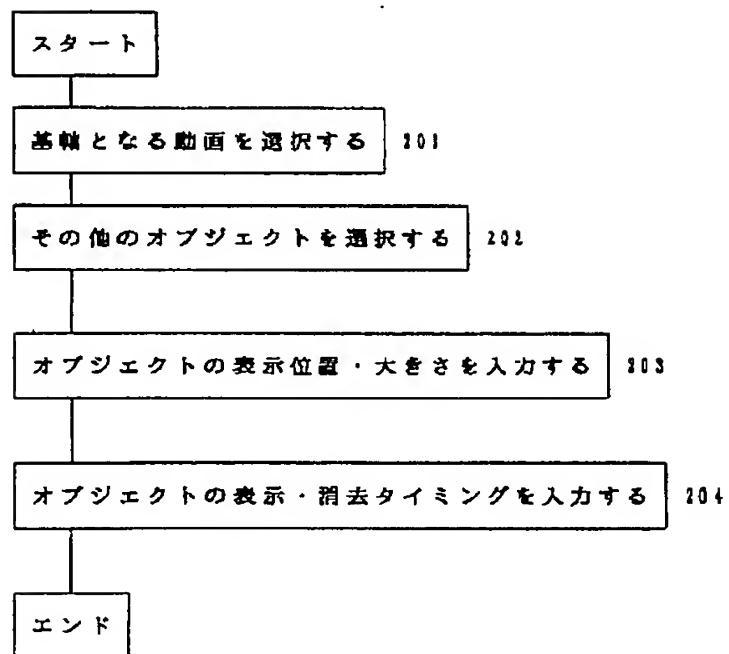 スタート
基軸となる動画を選択する 201
その他のオブジェクトを選択する 202
オブジェクトの表示位置・大きさを入力する 203
オブジェクトの表示・消去タイミングを入力する 204
エンド